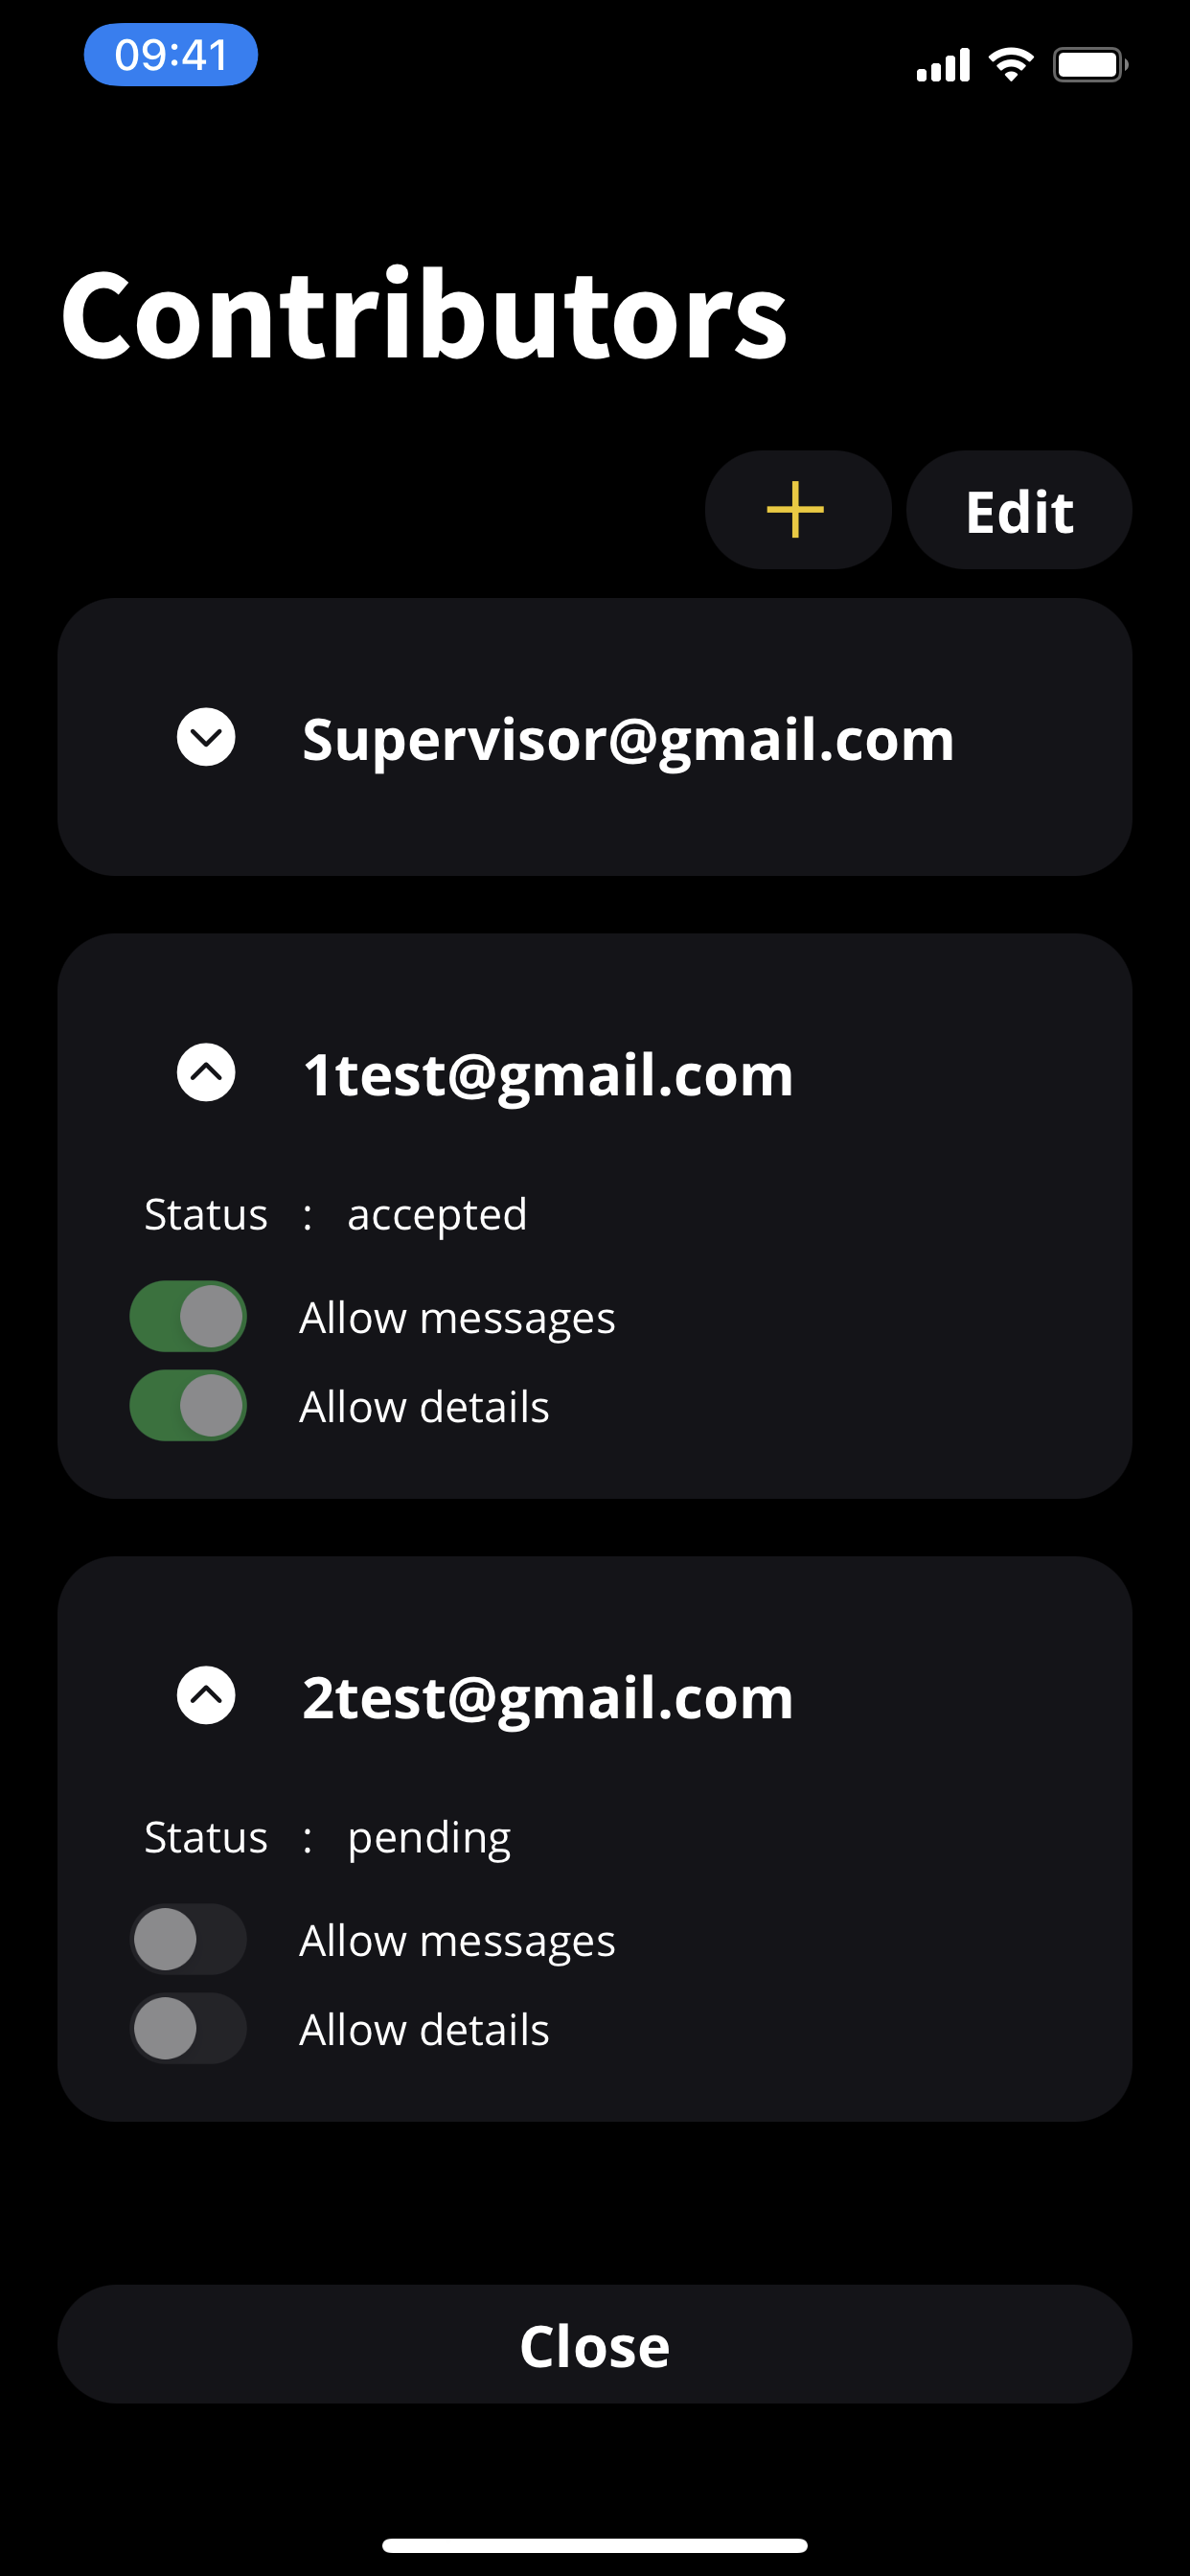 09:41
Contributors
Edit
Supervisor@gmail.com
1test@gmail.com
Status : accepted
Allow messages
Allow details
2test@gmail.com
Status : pending
Allow messages
Allow details
Close